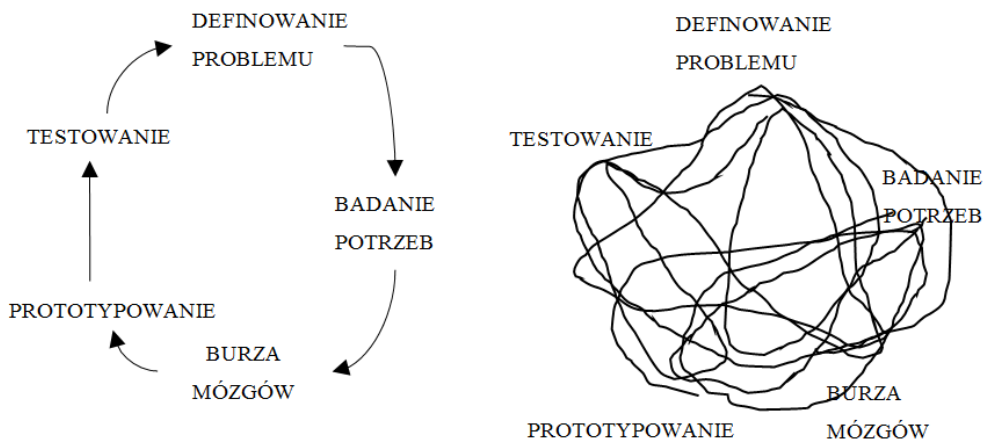 DEFINOWANIE
PROBLEMU
TESTOWANIE
BADANIE
POTRZEB
PROTOTYPOWANIE
BURZA
MÓZGÓW
DEFINOWANIE
PROBLEMU
TESTOWANIE
BADANIE
POTRZEB
BURZA
MÓZGÓW
PROTOTYPOWANIE